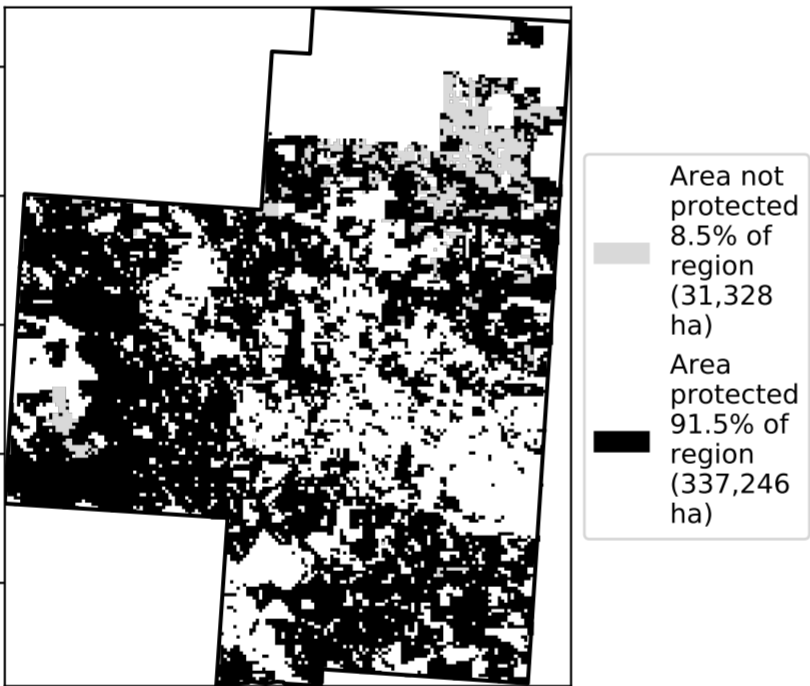 Area not
protected
8.5% of
region
(31,328
ha)
Area
protected
91.5% of
region
(337,246
ha)